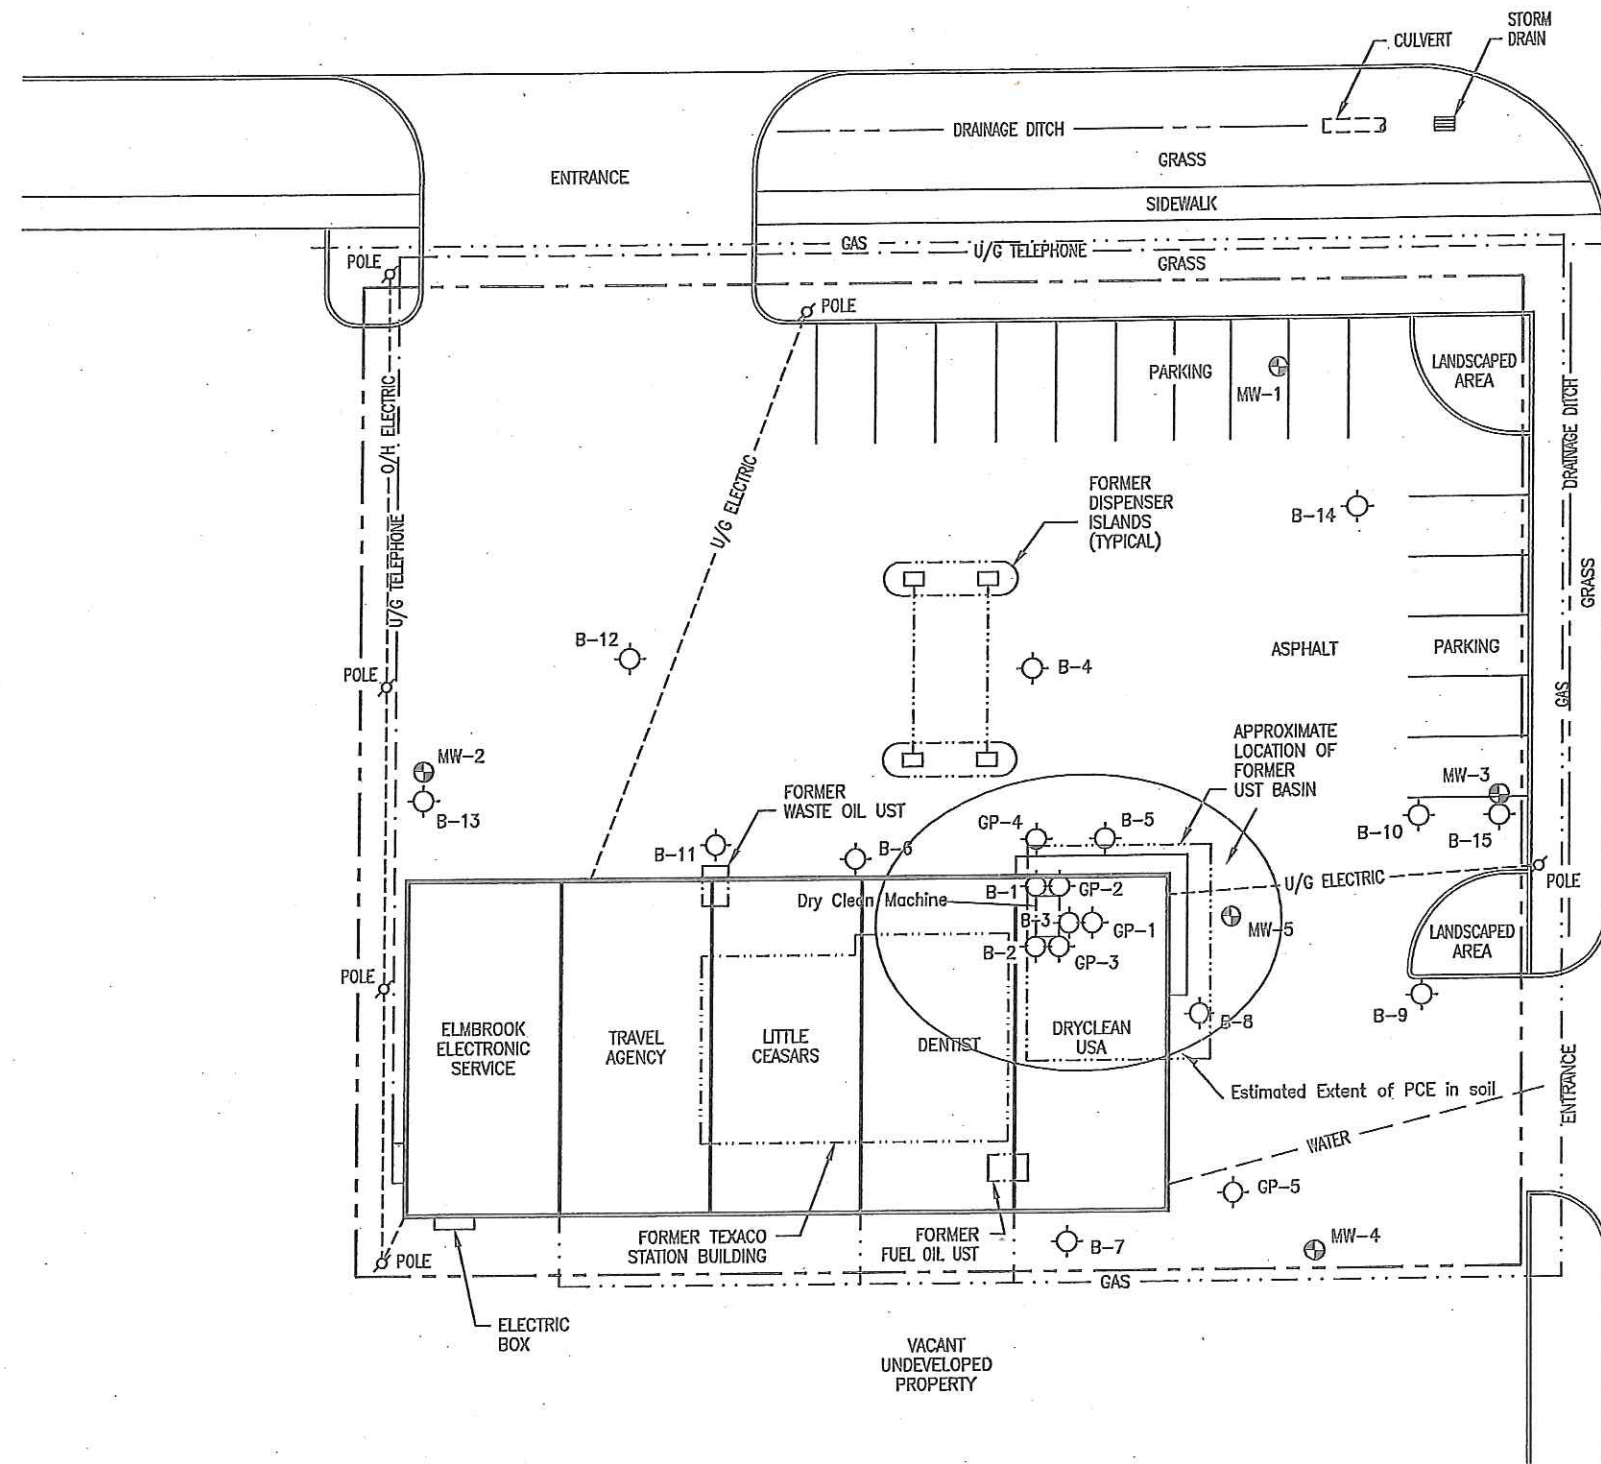 STORM
DRAIN
CULVERT
DRAINAGE DITCH
GRASS
ENTRANCE
SIDEWALK
GAS
U/G TELEPHONE
GRASS
POLE
POLE
PARKING
MW-1
LANDSCAPED
AREA
O/H ELECTRIC
U/G TELEPHONE
U/G ELECTRIC
DRAINAGE DITCH
GRASS
GAS
FORMER
DISPENSER
ISLANDS
(TYPICAL)
B-14
B-12
B-4
ASPHALT
PARKING
POLE
MW-2
B-13
FORMER
WASTE OIL UST
APPROXIMATE
LOCATION OF
FORMER
UST BASIN
MW-3
B-10
B-15
B-11
B-6
GP-4
B-5
U/G ELECTRIC
POLE
B-1
GP-2
Dry Clean Machine
B-3
GP-1
MW-5
B-2
GP-3
LANDSCAPED
AREA
POLE
B-9
B-8
ELMBROOK
ELECTRONIC
SERVICE
TRAVEL
AGENCY
LITTLE
CEASARS
DENTIST
DRYCLEAN
USA
Estimated Extent of PCE in soil
ENTRANCE
WATER
GP-5
FORMER TEXACO
STATION BUILDING
FORMER
FUEL OIL UST
B-7
MW-4
POLE
GAS
ELECTRIC
BOX
VACANT
UNDEVELOPED
PROPERTY